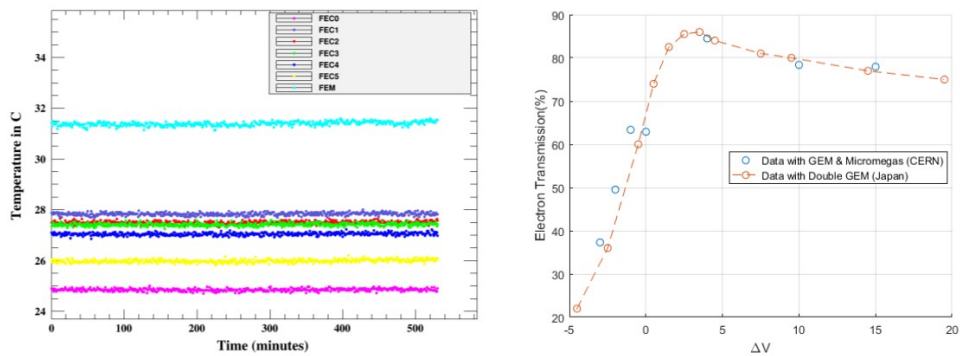 FEC0
FEC1
FEC2
FEC3
FEC4
FEC5
FEM
Temperature in C
34
32
30
28
26
24
0
100
200
300
400
500
Time (minutes)
Electron Transmission(%)
90
80
70
60
50
40
30
20
Data with GEM & Micromegas (CERN)
Data with Double GEM (Japan)
-5
0
5
10
15
20
ΔV